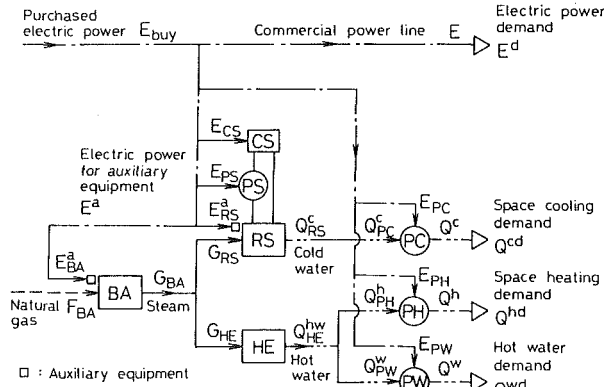 Purchased
electric power E_buy
Commercial power line E
Electric power
demand
E^d
E_CS CS
Electric power
for auxiliary
equipment
E^a
E_PS PS
E^a_RS
RS
G_RS
Q^c_RS
Cold
water
Q^c_PC
E_PC
PC
Q^c
Space cooling
demand
Q^cd
E^a_BA
BA
G_BA
Steam
Natural
gas
F_BA
E_PH
Q^h_PH
PH
Q^h
Space heating
demand
Q^hd
G_HE
HE
Q^hw_HE
Hot
water
E_PW
Q^w_PW
PW
Q^w
Hot water
demand
Q^wd
□ : Auxiliary equipment